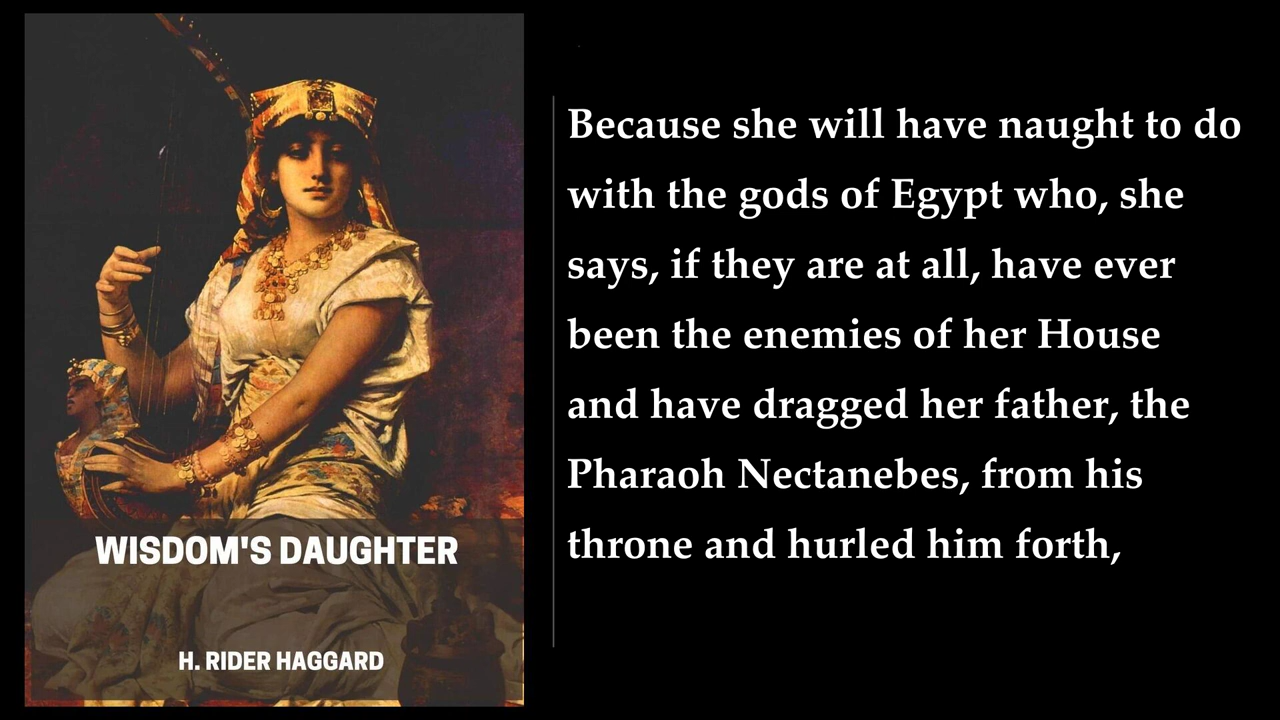 WISDOM'S DAUGHTER
H. RIDER HAGGARD
Because she will have naught to do
with the gods of Egypt who, she
says, if they are at all, have ever
been the enemies of her House
and have dragged her father, the
Pharaoh Nectanebes, from his
throne and hurled him forth,